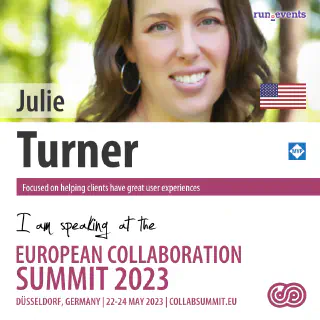 run_events
Julie
Turner
MVP
Focused on helping clients have great user experiences
I am speaking at the
EUROPEAN COLLABORATION
SUMMIT 2023
DÜSSELDORF, GERMANY | 22-24 MAY 2023 | COLLABSUMMIT.EU